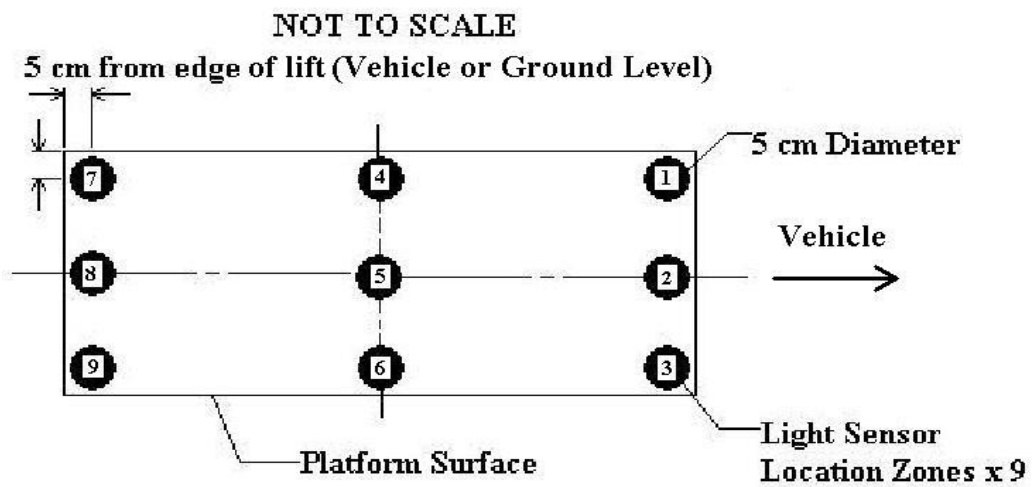 NOT TO SCALE
5 cm from edge of lift (Vehicle or Ground Level)
5 cm Diameter
7
4
1
Vehicle
8
5
2
9
6
3
Light Sensor
Location Zones x 9
Platform Surface